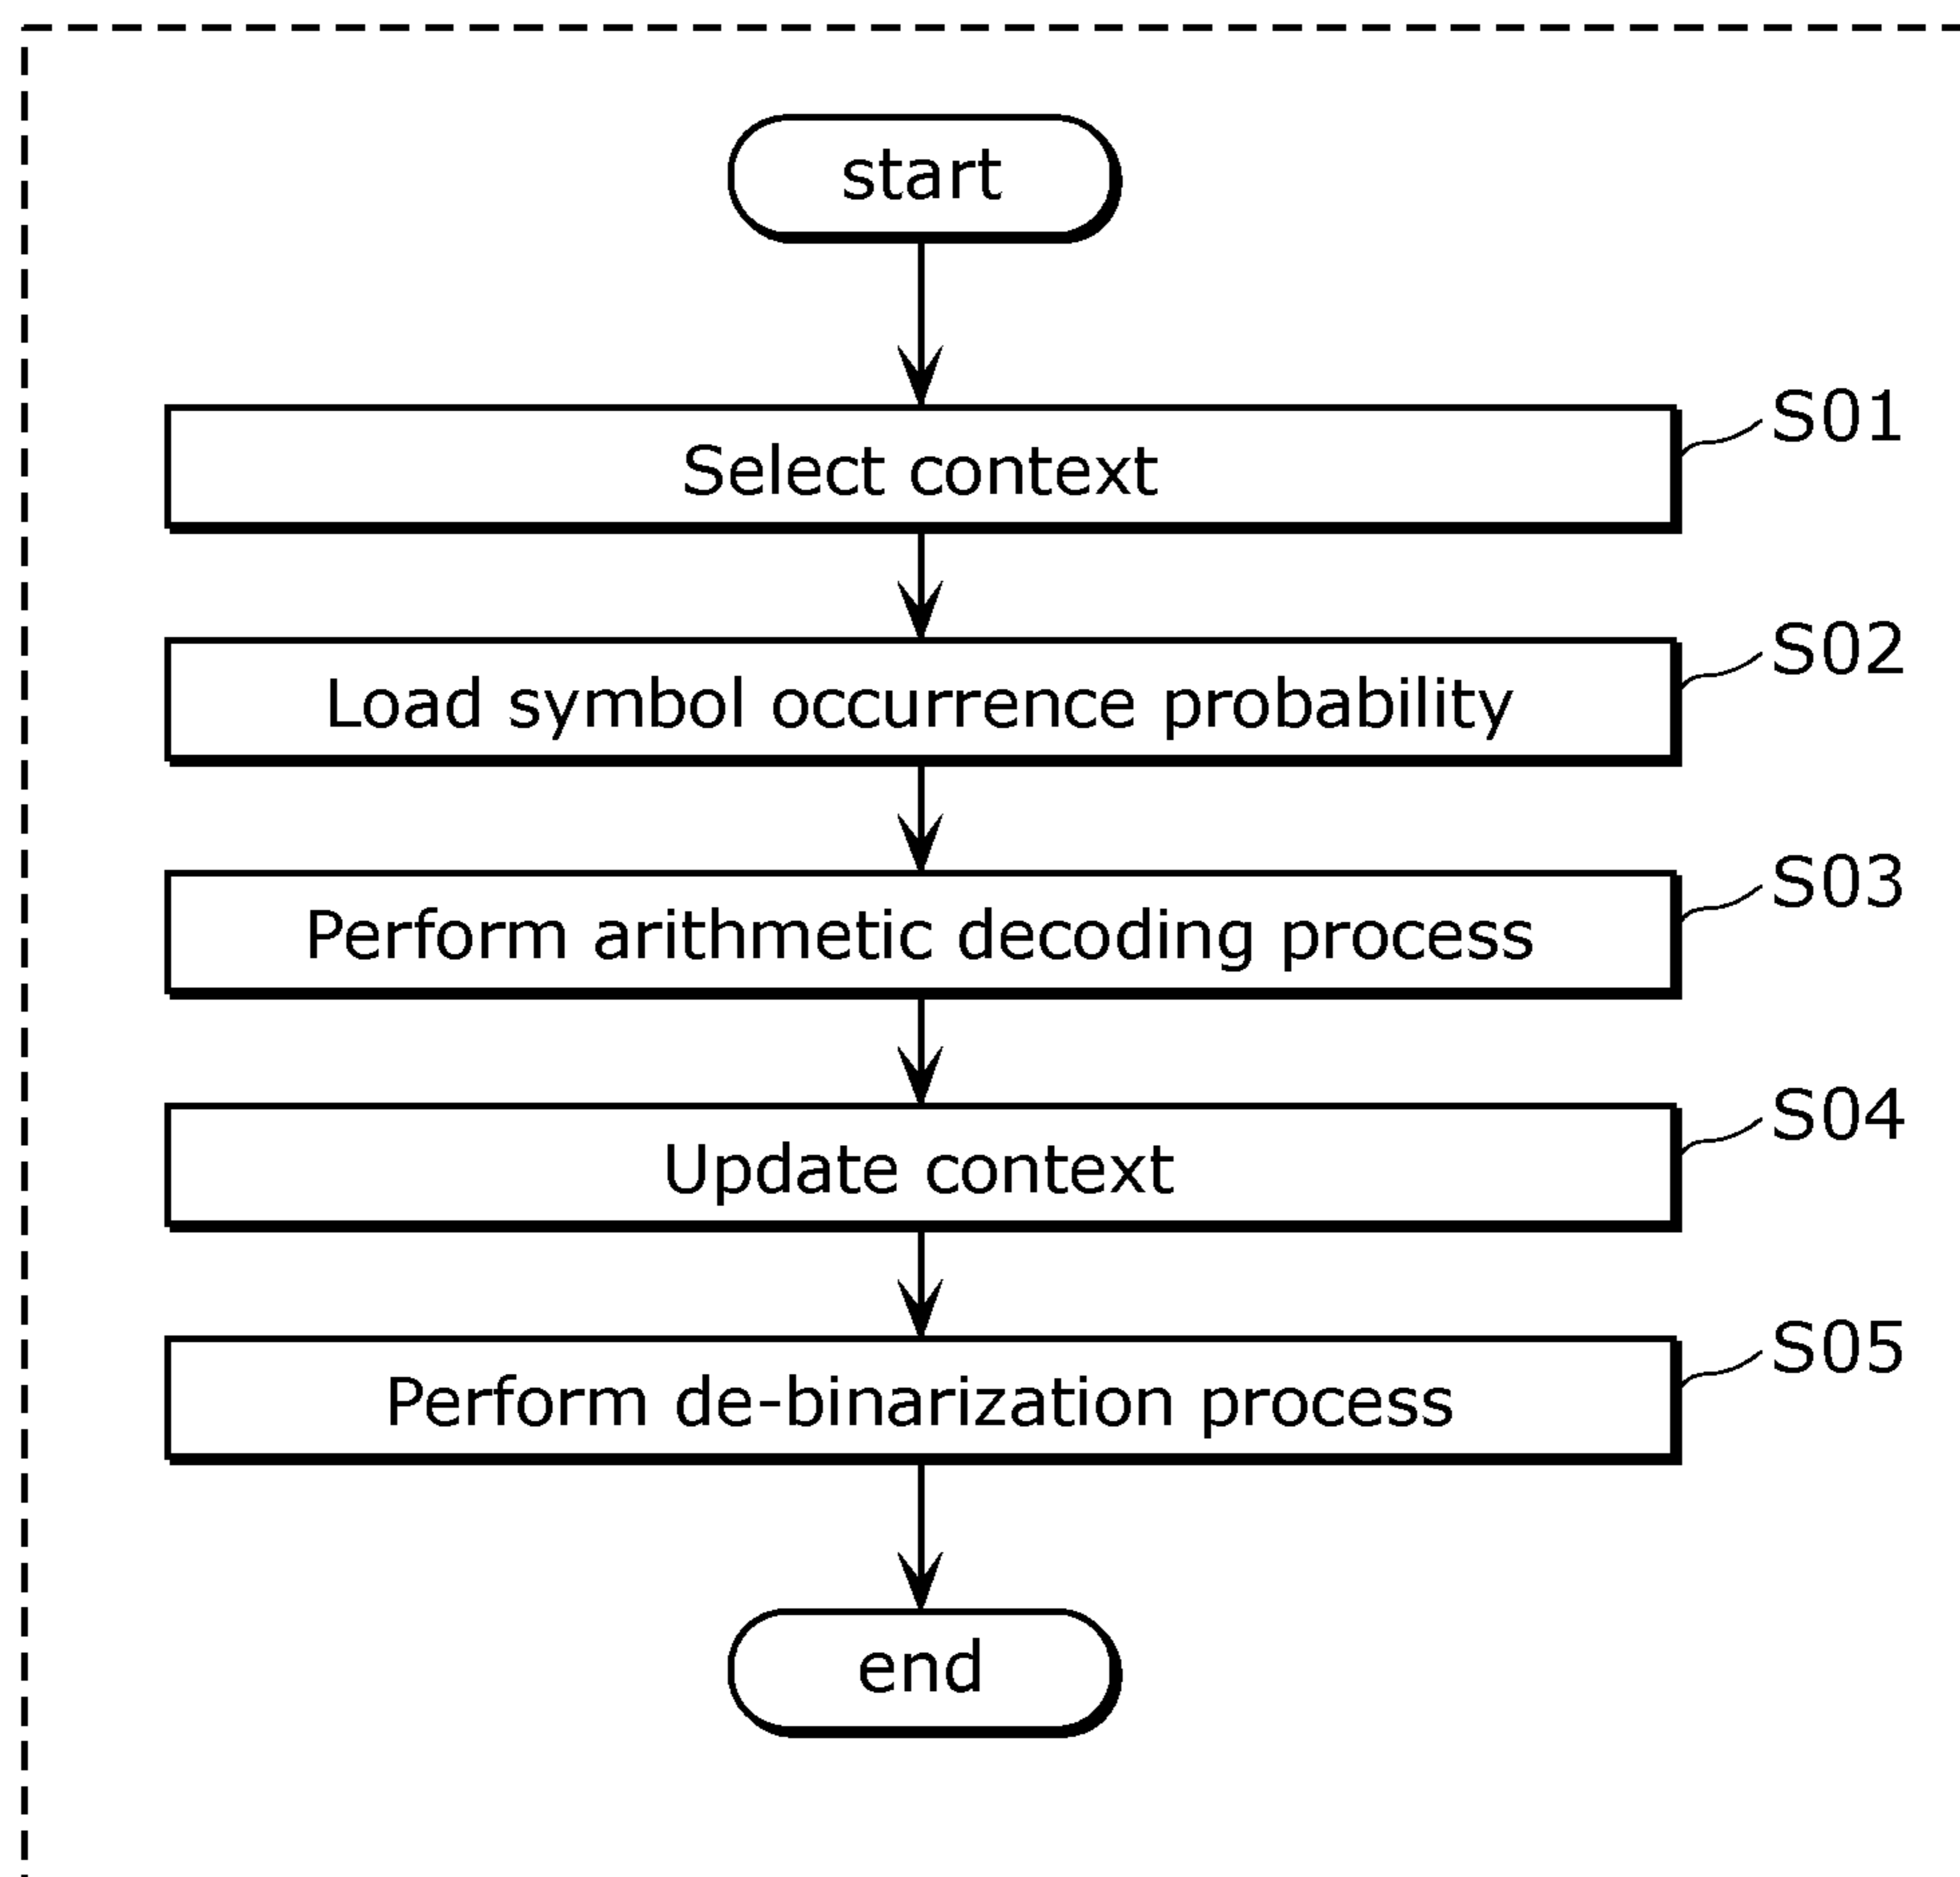 start
Select context
S01
Load symbol occurrence probability
S02
Perform arithmetic decoding process
S03
Update context
S04
Perform de-binarization process
S05
end